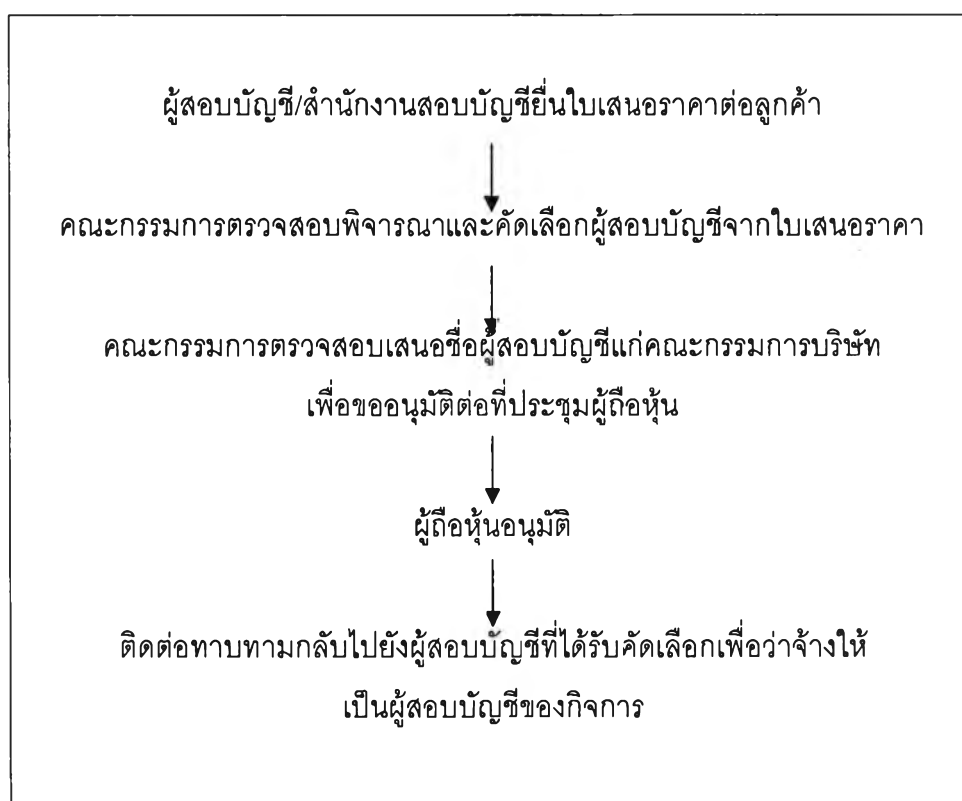 ผู้สอบบัญชี/สำนักงานสอบบัญชียื่นใบเสนอราคาต่อลูกค้า
คณะกรรมการตรวจสอบพิจารณาและคัดเลือกผู้สอบบัญชีจากใบเสนอราคา
คณะกรรมการตรวจสอบเสนอชื่อผู้สอบบัญชีแก่คณะกรรมการบริษัท
เพื่อขออนุมัติต่อที่ประชุมผู้ถือหุ้น
ผู้ถือหุ้นอนุมัติ
ติดต่อทาบทามกลับไปยังผู้สอบบัญชีที่ได้รับคัดเลือกเพื่อว่าจ้างให้
เป็นผู้สอบบัญชีของกิจการ